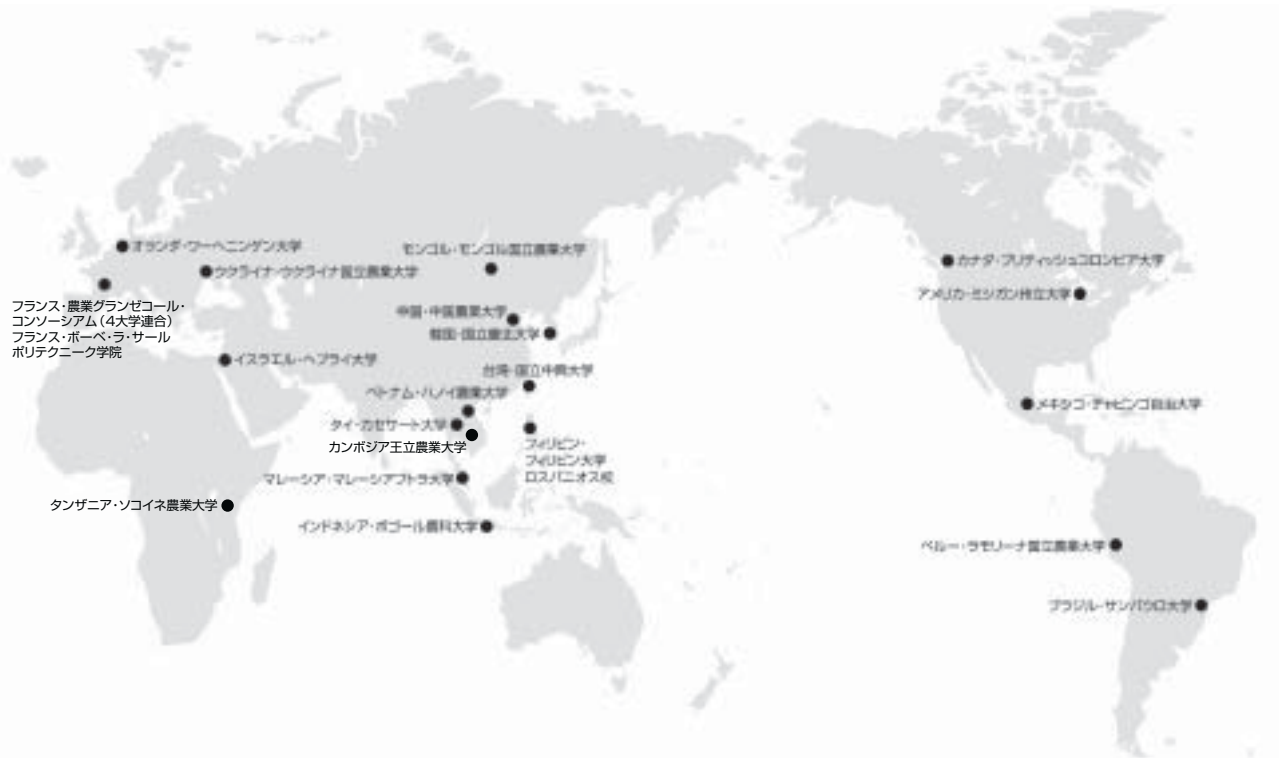 オランダ・ワーヘニンゲン大学
モンゴル・モンゴル国立農業大学
ウクライナ・ウクライナ国立農業大学
カナダ・ブリティッシュコロンビア大学
アメリカ・ミシガン州立大学
フランス・農業グランゼコール・
コンソーシアム(4大学連合)
フランス・ボーベ・ラ・サール
ポリテクニーク学院
中国・中国農業大学
韓国・国立慶北大学
イスラエル・ヘブライ大学
台湾・国立中興大学
ベトナム・ハノイ農業大学
メキシコ・チャピンゴ自治大学
タイ・カセサート大学
カンボジア王立農業大学
フィリピン・
フィリピン大学
ロスバニオス校
マレーシア・マレーシアプトラ大学
タンザニア・ソコイネ農業大学
インドネシア・ボゴール農科大学
ペルー・ラモリーナ国立農業大学
ブラジル・サンパウロ大学